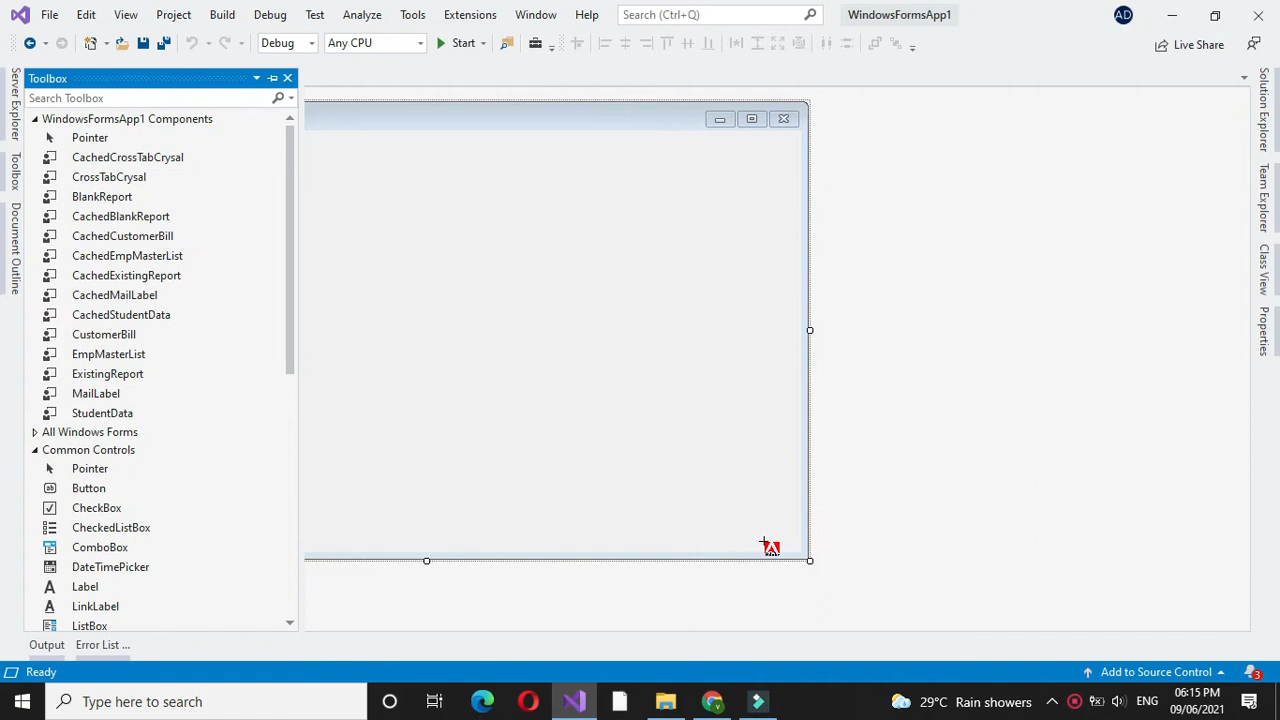 File Edit View Project Build Debug Test Analyze Tools Extensions Window Help Search (Ctrl+Q) WindowsFormsApp1 AD
Debug Any CPU Start Live Share
Server Explorer
Toolbox
Document Outline
Toolbox
Search Toolbox
WindowsFormsApp1 Components
Pointer
CachedCrossTabCrysal
CrossTabCrysal
BlankReport
CachedBlankReport
CachedCustomerBill
CachedEmpMasterList
CachedExistingReport
CachedMailLabel
CachedStudentData
CustomerBill
EmpMasterList
ExistingReport
MailLabel
StudentData
All Windows Forms
Common Controls
Pointer
Button
CheckBox
CheckedListBox
ComboBox
DateTimePicker
Label
LinkLabel
ListBox
Solution Explorer
Team Explorer
Class View
Properties
Output Error List ...
Ready Add to Source Control 3
Type here to search 29°C Rain showers ENG 06:15 PM
09/06/2021